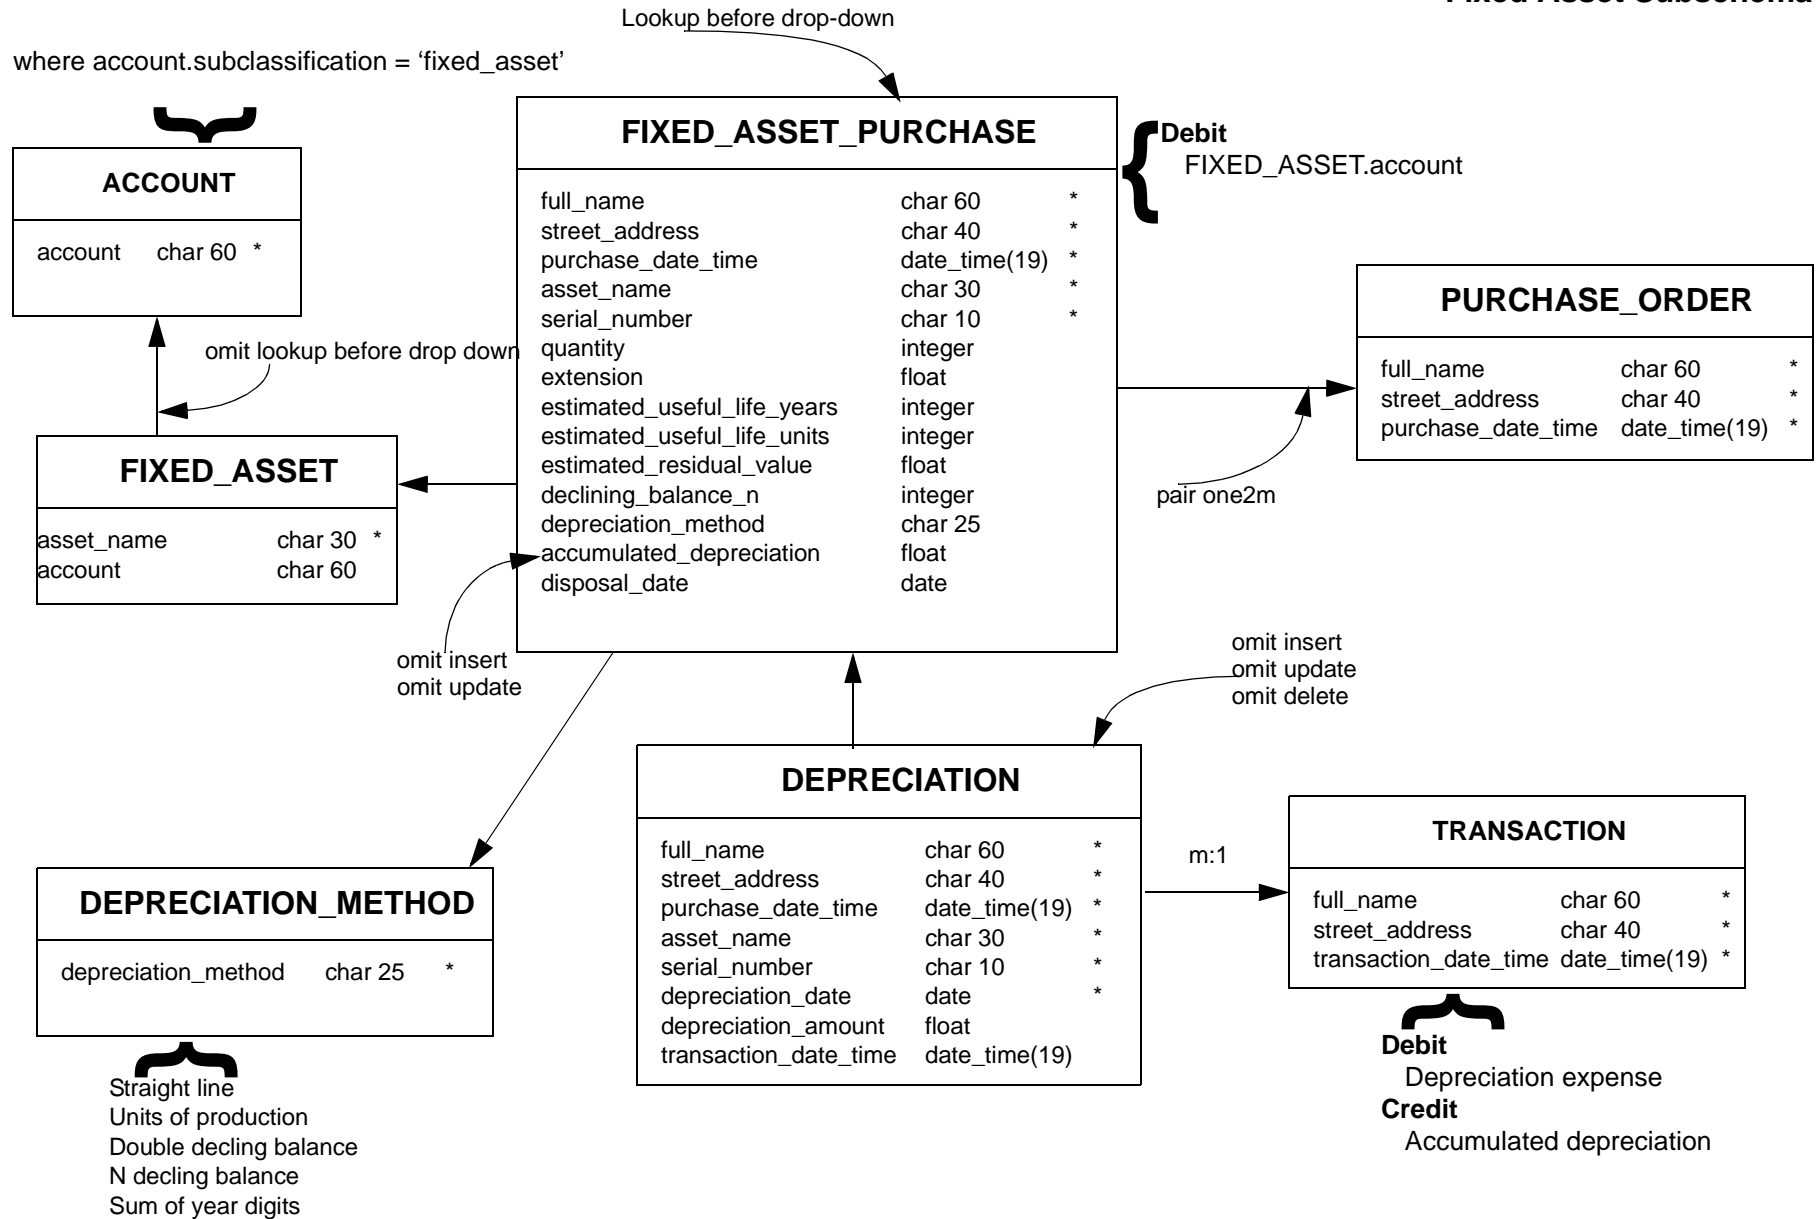 Fixed Asset Subschema
Lookup before drop-down
where account.subclassification = ‘fixed_asset’
ACCOUNT
account char 60 *
omit lookup before drop down
FIXED_ASSET
asset_name char 30 *
account char 60
FIXED_ASSET_PURCHASE
full_name char 60 *
street_address char 40 *
purchase_date_time date_time(19) *
asset_name char 30 *
serial_number char 10 *
quantity integer
extension float
estimated_useful_life_years integer
estimated_useful_life_units integer
estimated_residual_value float
declining_balance_n integer
depreciation_method char 25
accumulated_depreciation float
disposal_date date
Debit
FIXED_ASSET.account
PURCHASE_ORDER
full_name char 60 *
street_address char 40 *
purchase_date_time date_time(19) *
pair one2m
omit insert
omit update
omit insert
omit update
omit delete
DEPRECIATION_METHOD
depreciation_method char 25 *
Straight line
Units of production
Double decling balance
N decling balance
Sum of year digits
DEPRECIATION
full_name char 60 *
street_address char 40 *
purchase_date_time date_time(19) *
asset_name char 30 *
serial_number char 10 *
depreciation_date date *
depreciation_amount float
transaction_date_time date_time(19)
m:1
TRANSACTION
full_name char 60 *
street_address char 40 *
transaction_date_time date_time(19) *
Debit
Depreciation expense
Credit
Accumulated depreciation